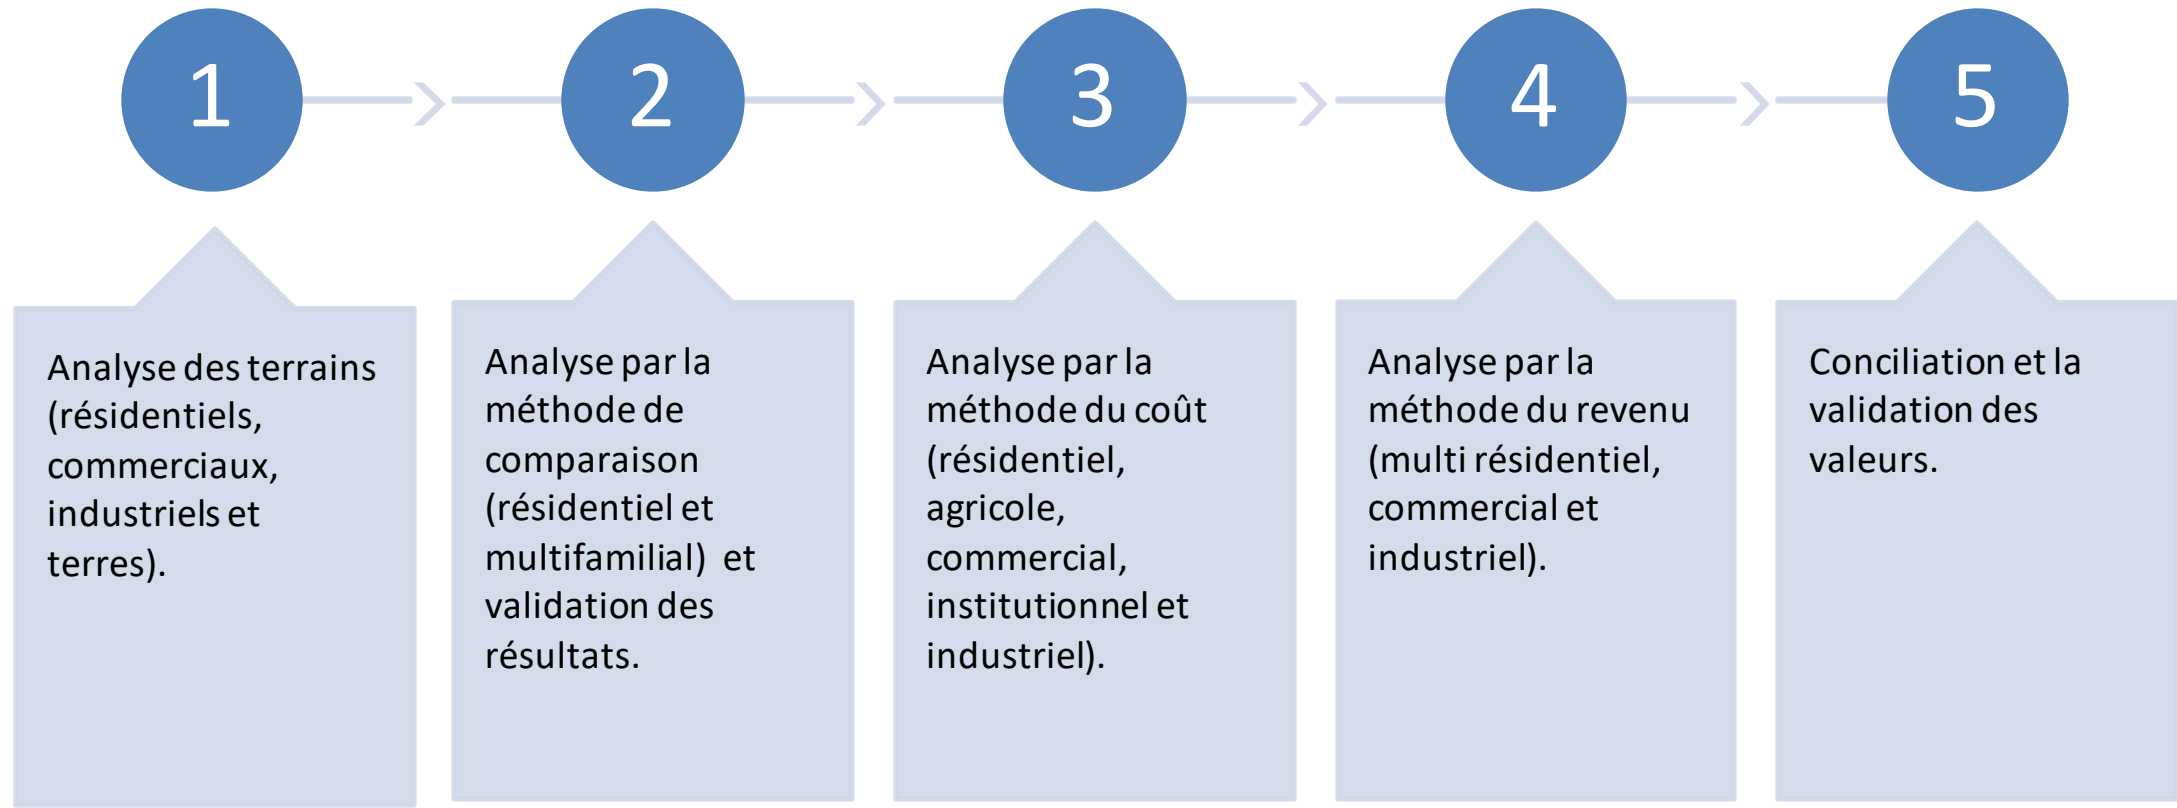 1
2
3
4
5
Analyse des terrains
(résidentiels,
commerciaux,
industriels et
terres).
Analyse par la
méthode de
comparaison
(résidentiel et
multifamilial) et
validation des
résultats.
Analyse par la
méthode du coût
(résidentiel,
agricole,
commercial,
institutionnel et
industriel).
Analyse par la
méthode du revenu
(multi résidentiel,
commercial et
industriel).
Conciliation et la
validation des
valeurs.